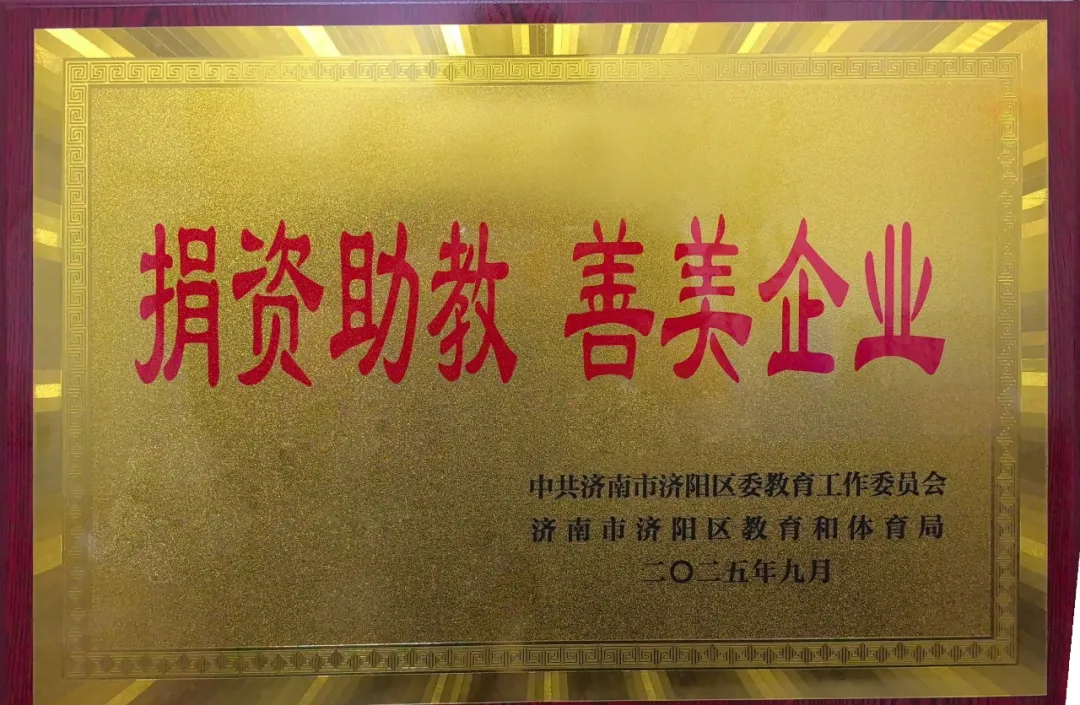 捐资助教 善美企业
中共济南市济阳区委教育工作委员会
济南市济阳区教育和体育局
二〇二五年九月